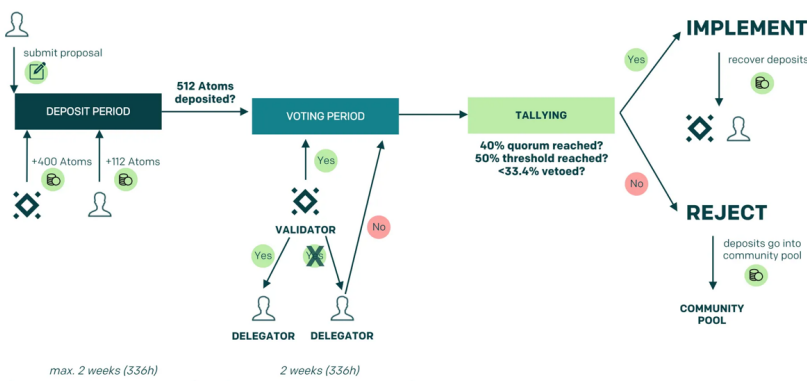 submit proposal
DEPOSIT PERIOD
+400 Atoms
+112 Atoms
512 Atoms
deposited?
VOTING PERIOD
Yes
VALIDATOR
Yes
Yes
X
No
DELEGATOR
DELEGATOR
TALLYING
40% quorum reached?
50% threshold reached?
<33.4% vetoed?
Yes
No
IMPLEMENT
recover deposits
REJECT
deposits go into
community pool
COMMUNITY
POOL
max. 2 weeks (336h)
2 weeks (336h)